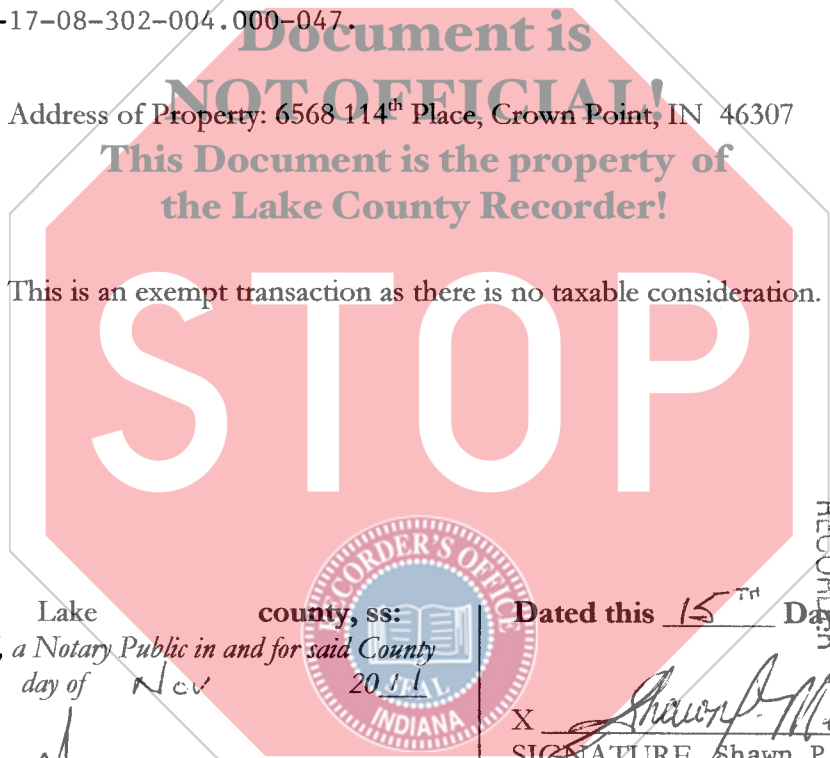 -17-08-302-004.000-047.
Document is
NOT OFFICIAL!
Address of Property: 6568 114th Place, Crown Point, IN 46307
This Document is the property of
the Lake County Recorder!
This is an exempt transaction as there is no taxable consideration.
STOP
RECORDER'S OFFICE
SEAL
INDIANA
Lake county, ss:
, a Notary Public in and for said County
day of Nov 2011
Dated this 15TH Day
X Shawn P. M
SIGNATURE Shawn P